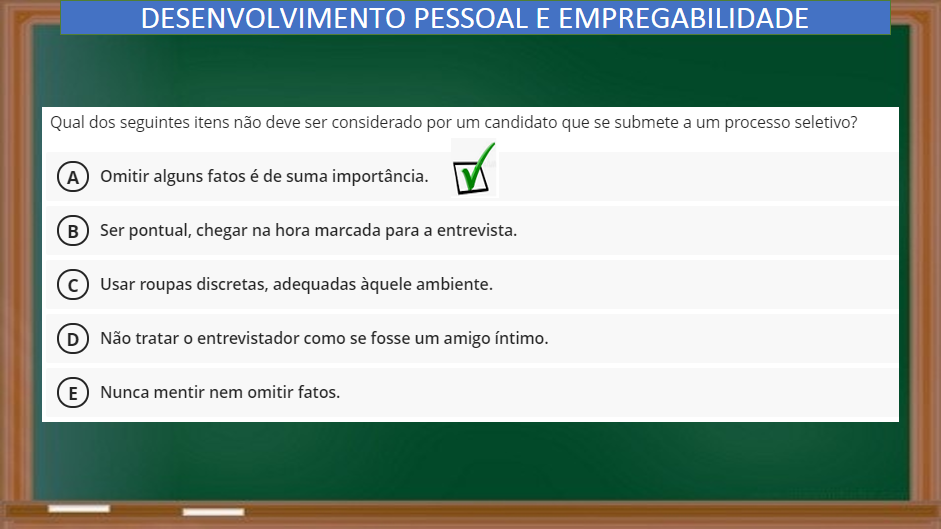 DESENVOLVIMENTO PESSOAL E EMPREGABILIDADE
Qual dos seguintes itens não deve ser considerado por um candidato que se submete a um processo seletivo?
A Omitir alguns fatos é de suma importância.
B Ser pontual, chegar na hora marcada para a entrevista.
C Usar roupas discretas, adequadas àquele ambiente.
D Não tratar o entrevistador como se fosse um amigo íntimo.
E Nunca mentir nem omitir fatos.